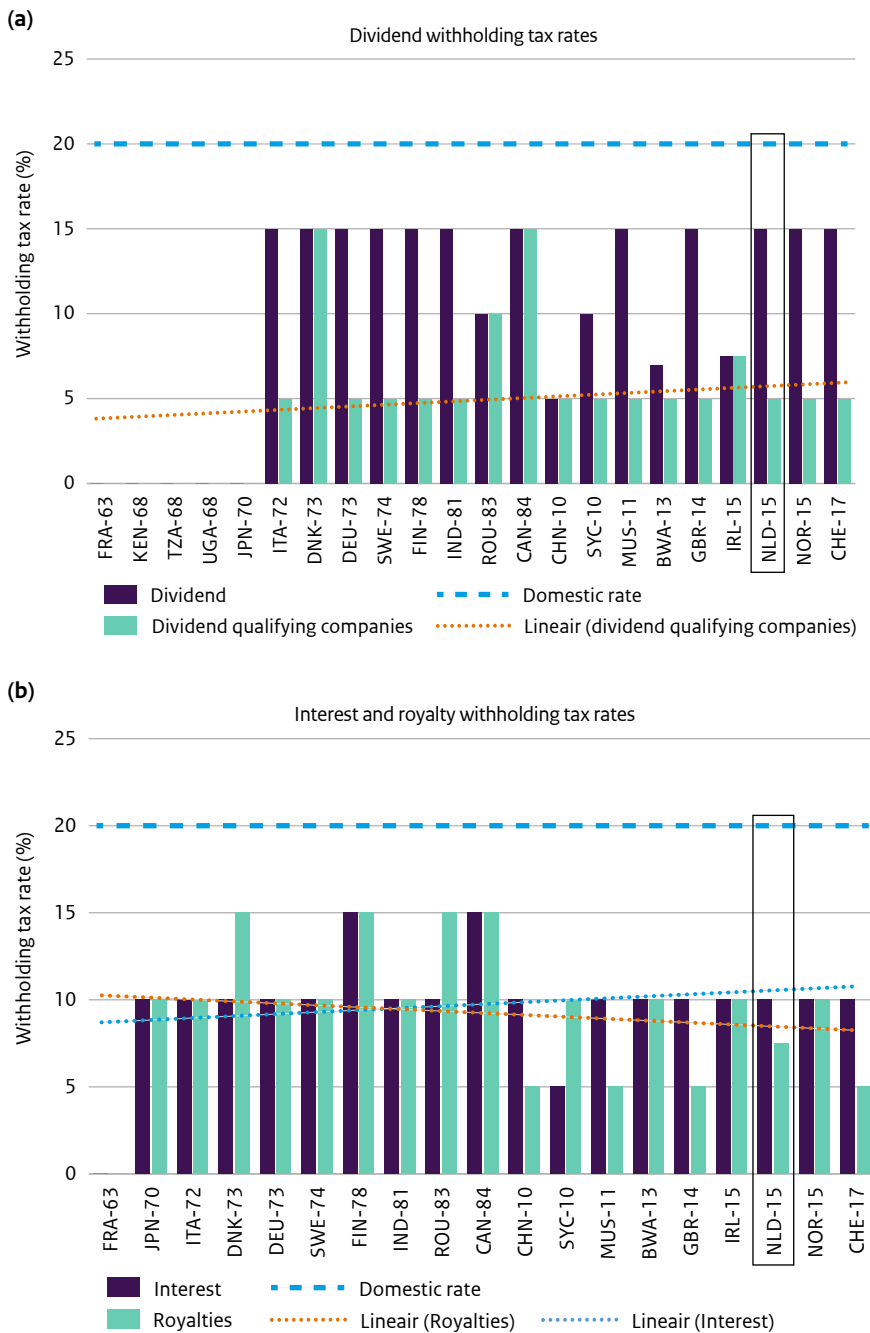 (a)
Dividend withholding tax rates
Withholding tax rate (%)
25
20
15
10
5
0
FRA-63
KEN-68
TZA-68
UGA-68
JPN-70
ITA-72
DNK-73
DEU-73
SWE-74
FIN-78
IND-81
ROU-83
CAN-84
CHN-10
SYC-10
MUS-11
BWA-13
GBR-14
IRL-15
NLD-15
NOR-15
CHE-17
Dividend
Domestic rate
Dividend qualifying companies
Lineair (dividend qualifying companies)
(b)
Interest and royalty withholding tax rates
Withholding tax rate (%)
25
20
15
10
5
0
FRA-63
JPN-70
ITA-72
DNK-73
DEU-73
SWE-74
FIN-78
IND-81
ROU-83
CAN-84
CHN-10
SYC-10
MUS-11
BWA-13
GBR-14
IRL-15
NLD-15
NOR-15
CHE-17
Interest
Domestic rate
Royalties
Lineair (Royalties)
Lineair (Interest)